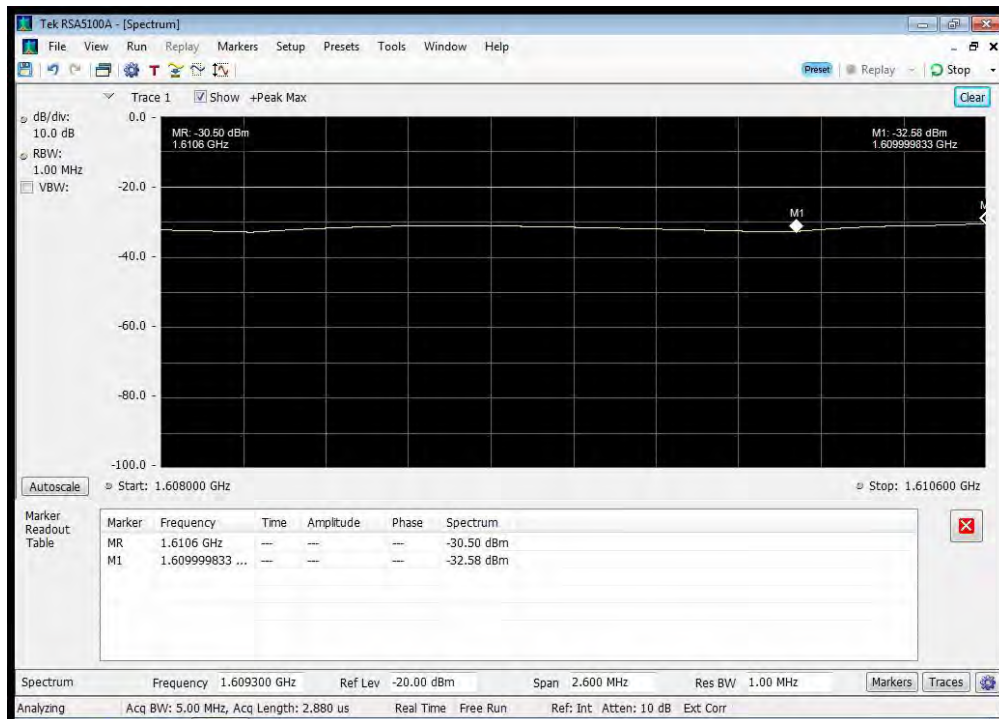 Tek RSA5100A - [Spectrum]
File View Run Replay Markers Setup Presets Tools Window Help
Preset Replay Stop
Trace 1 Show +Peak Max Clear
dB/div:
10.0 dB
RBW:
1.00 MHz
VBW:
0.0
-20.0
-40.0
-60.0
-80.0
-100.0
MR: -30.50 dBm
1.6106 GHz
M1: -32.58 dBm
1.609999833 GHz
M1
M
Autoscale Start: 1.608000 GHz Stop: 1.610600 GHz
Marker
Readout
Table
Marker Frequency Time Amplitude Phase Spectrum
MR 1.6106 GHz --- --- --- -30.50 dBm
M1 1.609999833 ... --- --- --- -32.58 dBm
Spectrum Frequency 1.609300 GHz Ref Lev -20.00 dBm Span 2.600 MHz Res BW 1.00 MHz Markers Traces
Analyzing Acq BW: 5.00 MHz, Acq Length: 2.880 us Real Time Free Run Ref: Int Atten: 10 dB Ext Corr